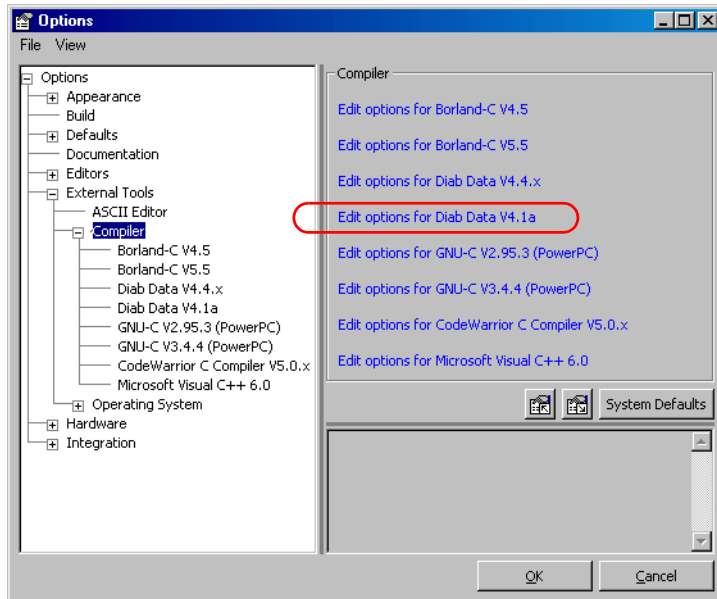 Options
File View
Options
Appearance
Build
Defaults
Documentation
Editors
External Tools
ASCII Editor
Compiler
Borland-C V4.5
Borland-C V5.5
Diab Data V4.4.x
Diab Data V4.1a
GNU-C V2.95.3 (PowerPC)
GNU-C V3.4.4 (PowerPC)
CodeWarrior C Compiler V5.0.x
Microsoft Visual C++ 6.0
Operating System
Hardware
Integration
Compiler
Edit options for Borland-C V4.5
Edit options for Borland-C V5.5
Edit options for Diab Data V4.4.x
Edit options for Diab Data V4.1a
Edit options for GNU-C V2.95.3 (PowerPC)
Edit options for GNU-C V3.4.4 (PowerPC)
Edit options for CodeWarrior C Compiler V5.0.x
Edit options for Microsoft Visual C++ 6.0
System Defaults
OK Cancel